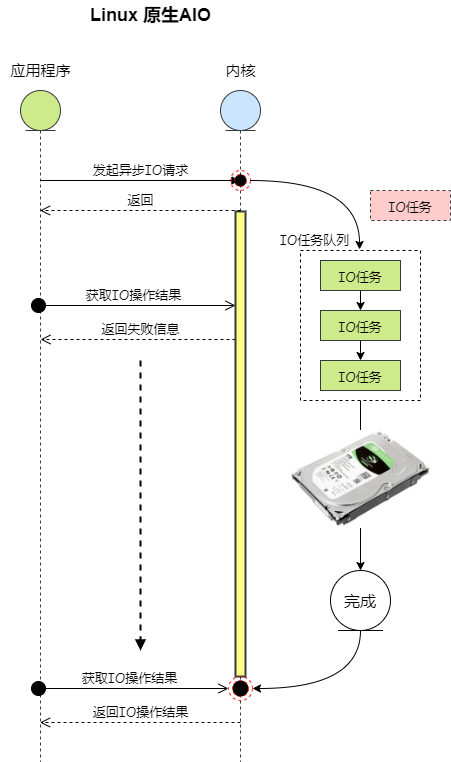 Linux 原生AIO
应用程序
内核
发起异步IO请求
返回
IO任务
IO任务队列
IO任务
获取IO操作结果
IO任务
返回失败信息
IO任务
完成
获取IO操作结果
返回IO操作结果